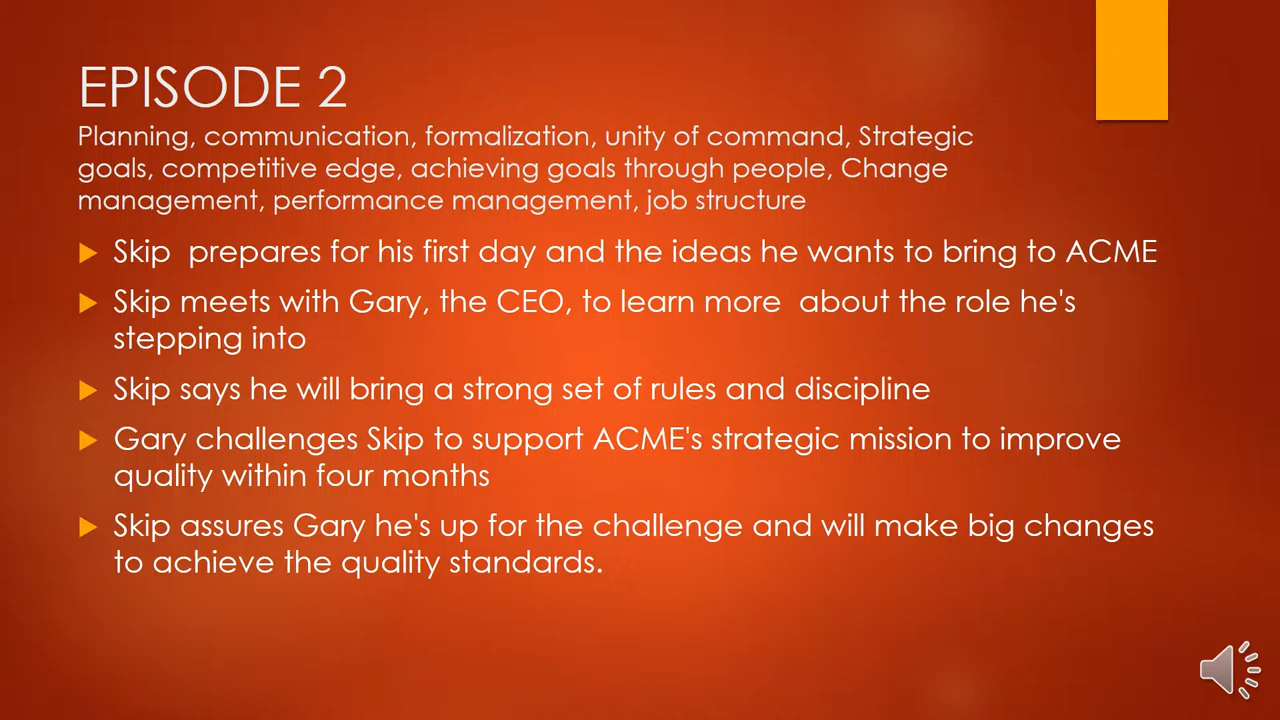 EPISODE 2
Planning, communication, formalization, unity of command, Strategic
goals, competitive edge, achieving goals through people, Change
management, performance management, job structure
Skip  prepares for his first day and the ideas he wants to bring to ACME
Skip meets with Gary, the CEO, to learn more  about the role he's
stepping into
Skip says he will bring a strong set of rules and discipline
Gary challenges Skip to support ACME's strategic mission to improve
quality within four months
Skip assures Gary he's up for the challenge and will make big changes
to achieve the quality standards.